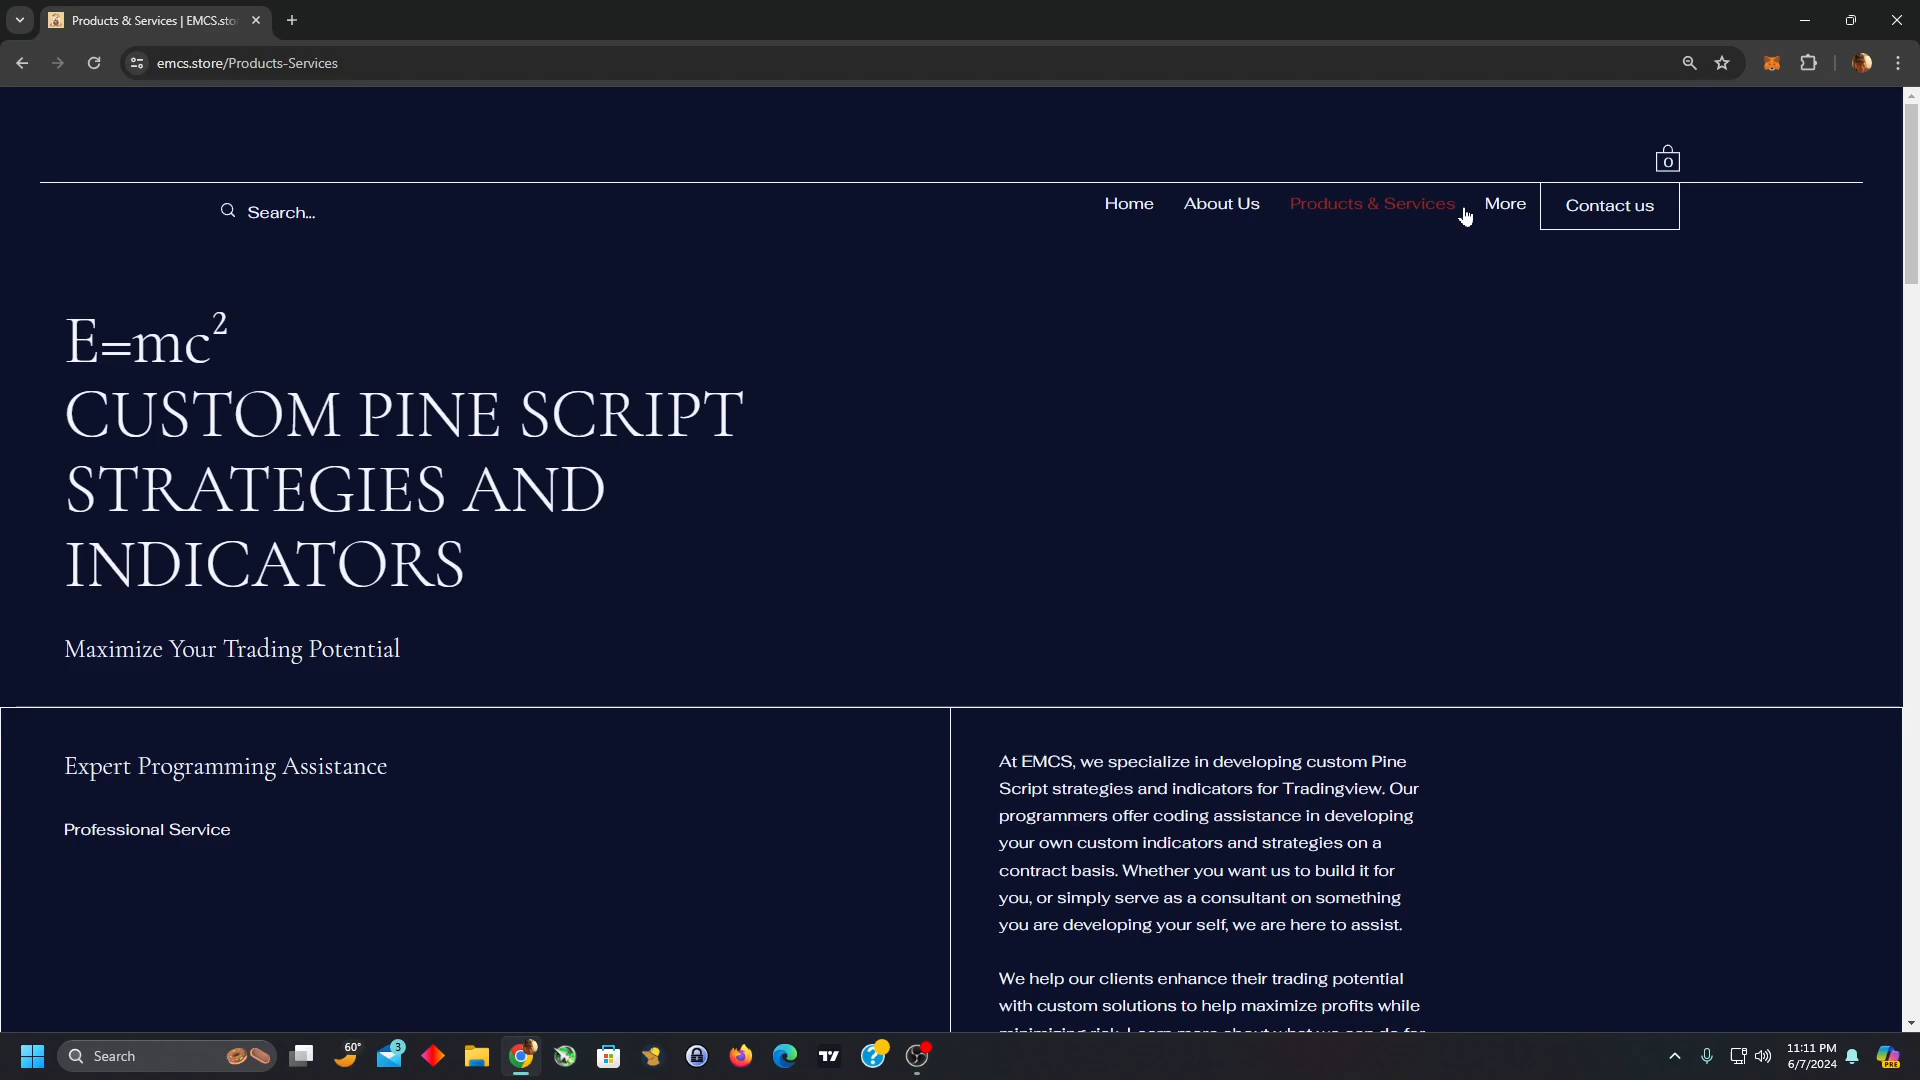 Products & Services | EMCS.sto
emcs.store/Products-Services
0
Search...
Home
About Us
Products & Services
More
Contact us
E=mc²
CUSTOM PINE SCRIPT
STRATEGIES AND
INDICATORS
Maximize Your Trading Potential
Expert Programming Assistance
Professional Service
At EMCS, we specialize in developing custom Pine
Script strategies and indicators for Tradingview. Our
programmers offer coding assistance in developing
your own custom indicators and strategies on a
contract basis. Whether you want us to build it for
you, or simply serve as a consultant on something
you are developing your self, we are here to assist.
We help our clients enhance their trading potential
with custom solutions to help maximize profits while
minimizing risk. Learn more about what we can do for
Search
60°
3
11:11 PM
6/7/2024
PRE